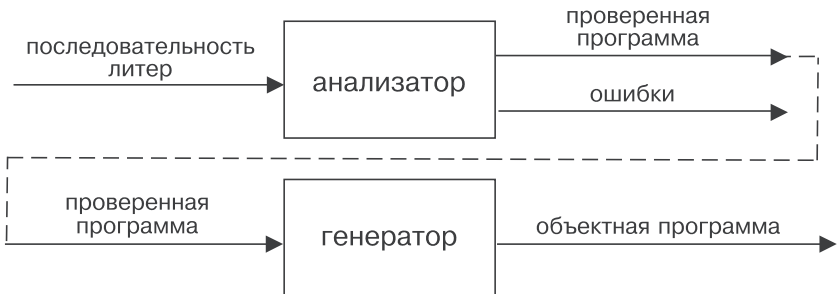 последовательность
литер
анализатор
проверенная
программа
ошибки
проверенная
программа
генератор
объектная программа